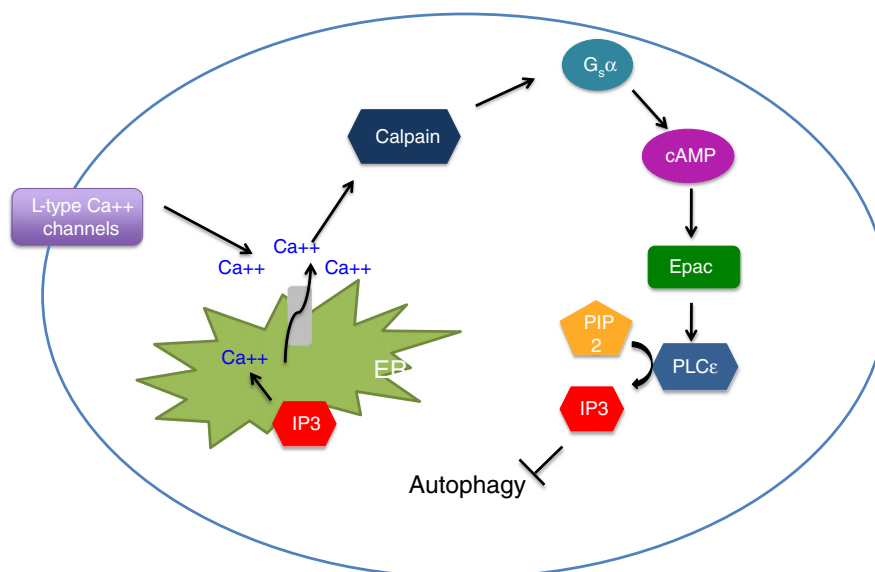 Gₛα
Calpain
cAMP
L-type Ca++
channels
Ca++
Ca++
Ca++
Epac
PIP
2
PLCε
Ca++
ER
IP3
IP3
Autophagy